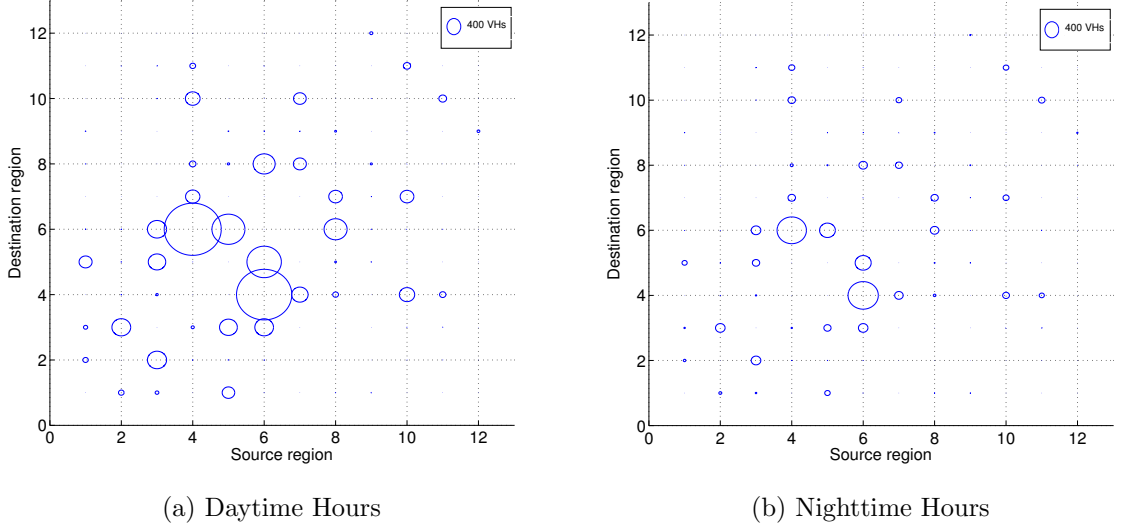 400 VHs
12
10
8
6
4
2
0
Destination region
0 2 4 6 8 10 12
Source region
(a) Daytime Hours
400 VHs
12
10
8
6
4
2
0
Destination region
0 2 4 6 8 10 12
Source region
(b) Nighttime Hours